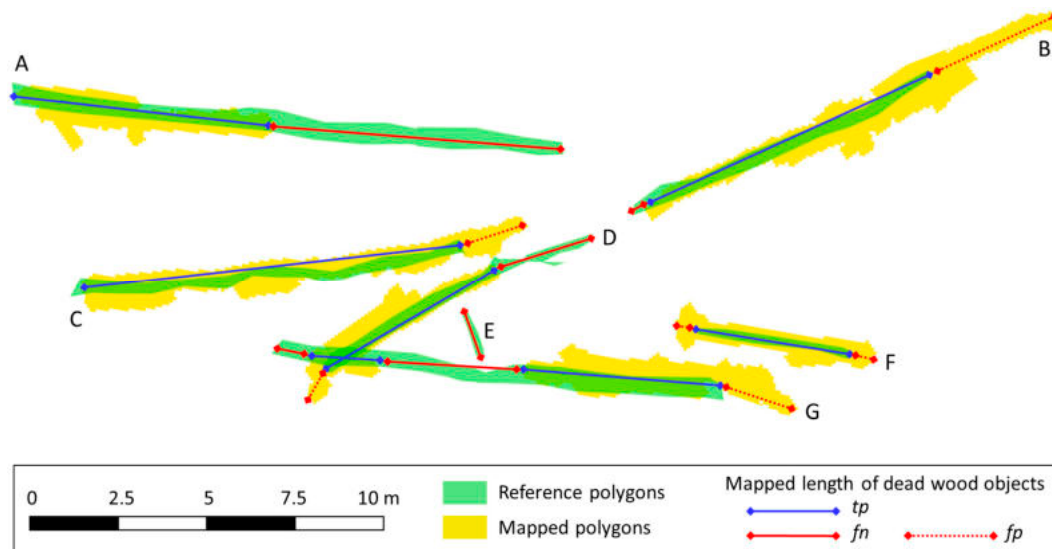 A
B
C
D
E
F
G
0 2.5 5 7.5 10 m
Reference polygons
Mapped polygons
Mapped length of dead wood objects
tp
fn fp